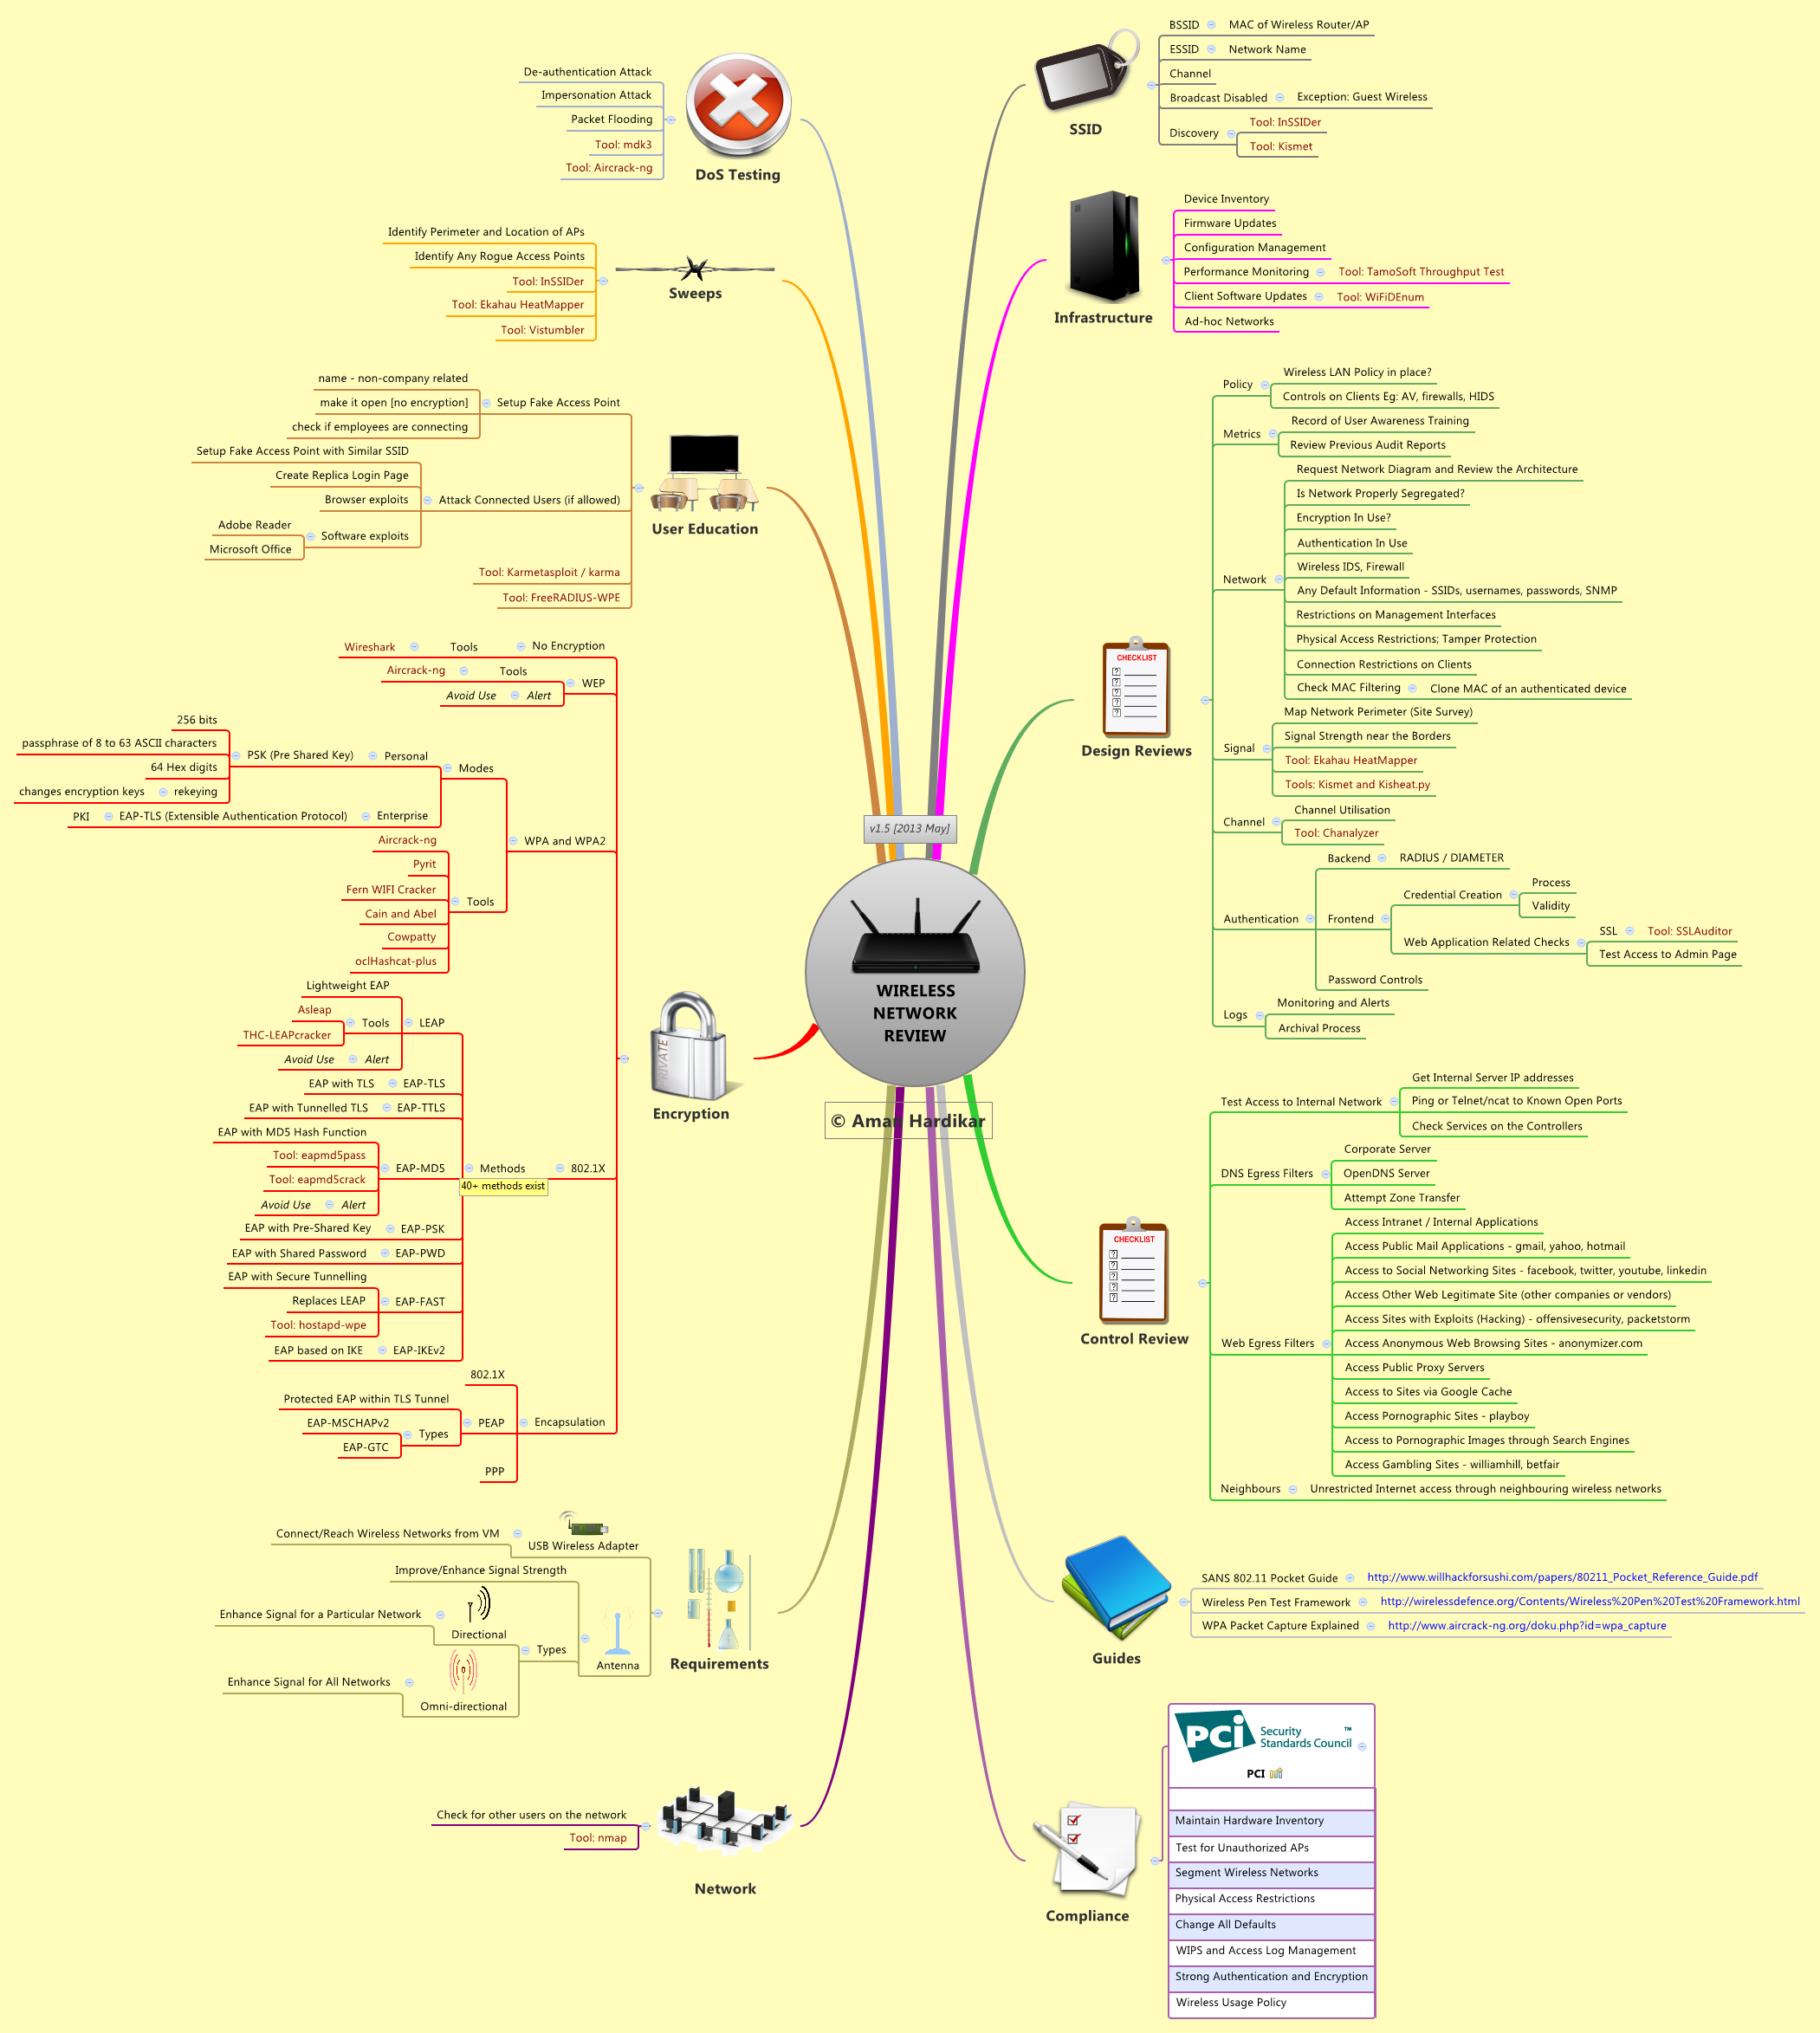 BSSID MAC of Wireless Router/AP
ESSID Network Name
Channel
Broadcast Disabled Exception: Guest Wireless
Discovery
Tool: InSSIDer
Tool: Kismet
SSID
Device Inventory
Firmware Updates
Configuration Management
Performance Monitoring Tool: TamoSoft Throughput Test
Client Software Updates Tool: WiFiDEnum
Ad-hoc Networks
Infrastructure
Policy
Wireless LAN Policy in place?
Controls on Clients Eg: AV, firewalls, HIDS
Metrics
Record of User Awareness Training
Review Previous Audit Reports
Network
Request Network Diagram and Review the Architecture
Is Network Properly Segregated?
Encryption In Use?
Authentication In Use
Wireless IDS, Firewall
Any Default Information - SSIDs, usernames, passwords, SNMP
Restrictions on Management Interfaces
Physical Access Restrictions; Tamper Protection
Connection Restrictions on Clients
Check MAC Filtering Clone MAC of an authenticated device
Signal
Map Network Perimeter (Site Survey)
Signal Strength near the Borders
Tool: Ekahau HeatMapper
Tools: Kismet and Kisheat.py
Channel
Channel Utilisation
Tool: Chanalyzer
Authentication
Backend RADIUS / DIAMETER
Frontend
Credential Creation
Process
Validity
Web Application Related Checks
SSL Tool: SSLAuditor
Test Access to Admin Page
Password Controls
Logs
Monitoring and Alerts
Archival Process
CHECKLIST
Design Reviews
Test Access to Internal Network
Get Internal Server IP addresses
Ping or Telnet/ncat to Known Open Ports
Check Services on the Controllers
DNS Egress Filters
Corporate Server
OpenDNS Server
Attempt Zone Transfer
Web Egress Filters
Access Intranet / Internal Applications
Access Public Mail Applications - gmail, yahoo, hotmail
Access to Social Networking Sites - facebook, twitter, youtube, linkedin
Access Other Web Legitimate Site (other companies or vendors)
Access Sites with Exploits (Hacking) - offensivesecurity, packetstorm
Access Anonymous Web Browsing Sites - anonymizer.com
Access Public Proxy Servers
Access to Sites via Google Cache
Access Pornographic Sites - playboy
Access to Pornographic Images through Search Engines
Access Gambling Sites - williamhill, betfair
Neighbours Unrestricted Internet access through neighbouring wireless networks
CHECKLIST
Control Review
SANS 802.11 Pocket Guide http://www.willhackforsushi.com/papers/80211_Pocket_Reference_Guide.pdf
Wireless Pen Test Framework http://wirelessdefence.org/Contents/Wireless%20Pen%20Test%20Framework.html
WPA Packet Capture Explained http://www.aircrack-ng.org/doku.php?id=wpa_capture
Guides
PCi Security Standards Council ™
PCI
Maintain Hardware Inventory
Test for Unauthorized APs
Segment Wireless Networks
Physical Access Restrictions
Change All Defaults
WIPS and Access Log Management
Strong Authentication and Encryption
Wireless Usage Policy
Compliance
De-authentication Attack
Impersonation Attack
Packet Flooding
Tool: mdk3
Tool: Aircrack-ng
DoS Testing
Identify Perimeter and Location of APs
Identify Any Rogue Access Points
Tool: InSSIDer
Tool: Ekahau HeatMapper
Tool: Vistumbler
Sweeps
name - non-company related
make it open [no encryption]
check if employees are connecting
Setup Fake Access Point
Setup Fake Access Point with Similar SSID
Create Replica Login Page
Browser exploits
Attack Connected Users (if allowed)
Adobe Reader
Microsoft Office
Software exploits
Tool: Karmetasploit / karma
Tool: FreeRADIUS-WPE
User Education
Wireshark Tools No Encryption
Aircrack-ng Tools
WEP
Avoid Use Alert
256 bits
passphrase of 8 to 63 ASCII characters
64 Hex digits
changes encryption keys rekeying
PSK (Pre Shared Key) Personal
Modes
PKI EAP-TLS (Extensible Authentication Protocol) Enterprise
WPA and WPA2
Aircrack-ng
Pyrit
Fern WIFI Cracker
Cain and Abel
Cowpatty
oclHashcat-plus
Tools
Lightweight EAP
Asleap
THC-LEAPcracker
Tools
LEAP
Avoid Use Alert
EAP with TLS EAP-TLS
EAP with Tunnelled TLS EAP-TTLS
EAP with MD5 Hash Function
Tool: eapmd5pass
Tool: eapmd5crack
Avoid Use Alert
EAP-MD5
Methods
802.1X
40+ methods exist
EAP with Pre-Shared Key EAP-PSK
EAP with Shared Password EAP-PWD
EAP with Secure Tunnelling
Replaces LEAP
Tool: hostapd-wpe
EAP-FAST
EAP based on IKE EAP-IKEv2
802.1X
Protected EAP within TLS Tunnel
EAP-MSCHAPv2
EAP-GTC
Types
PEAP
Encapsulation
PPP
PRIVATE
Encryption
Connect/Reach Wireless Networks from VM
USB Wireless Adapter
Improve/Enhance Signal Strength
Enhance Signal for a Particular Network
Directional
Types
Enhance Signal for All Networks
Omni-directional
Antenna
Requirements
Check for other users on the network
Tool: nmap
Network
v1.5 [2013 May]
WIRELESS
NETWORK
REVIEW
© Aman Hardikar